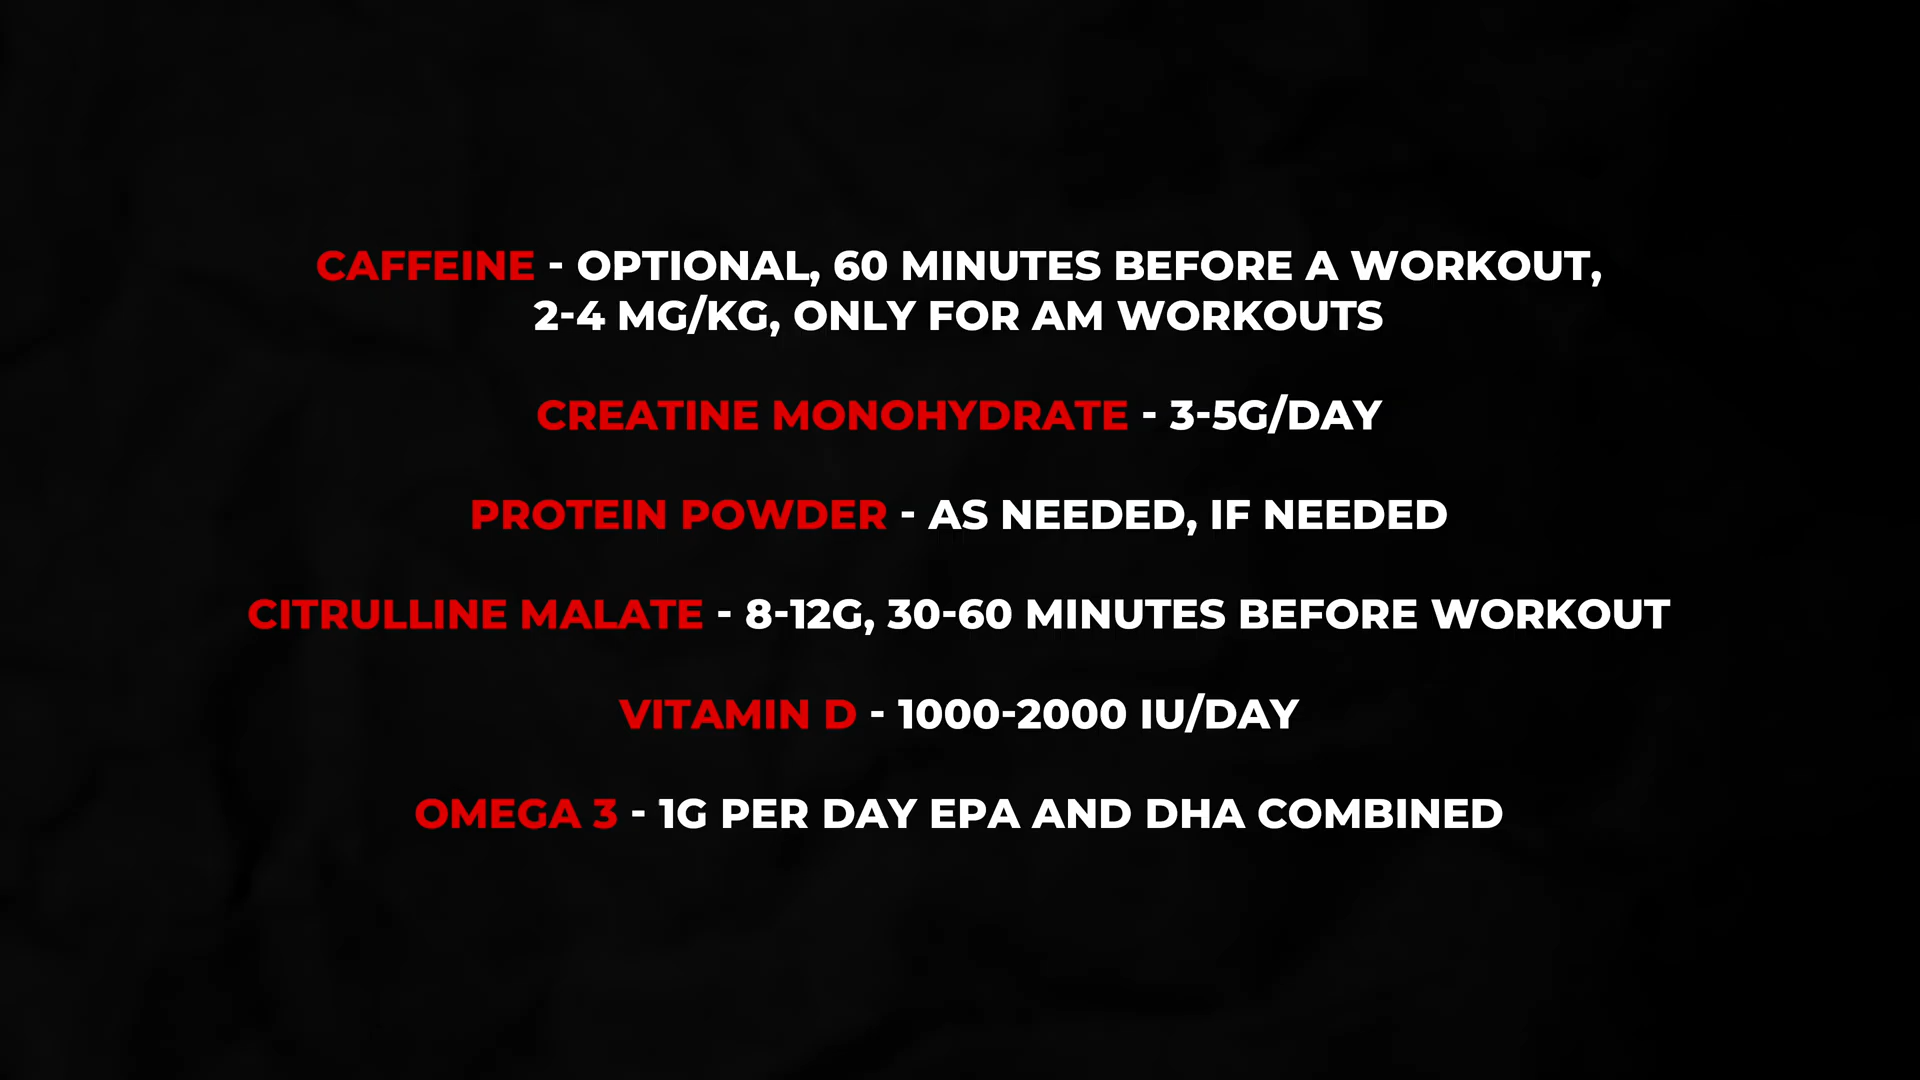 CAFFEINE - OPTIONAL, 60 MINUTES BEFORE A WORKOUT,
2-4 MG/KG, ONLY FOR AM WORKOUTS
CREATINE MONOHYDRATE - 3-5G/DAY
PROTEIN POWDER - AS NEEDED, IF NEEDED
CITRULLINE MALATE - 8-12G, 30-60 MINUTES BEFORE WORKOUT
VITAMIN D - 1000-2000 IU/DAY
OMEGA 3 - 1G PER DAY EPA AND DHA COMBINED